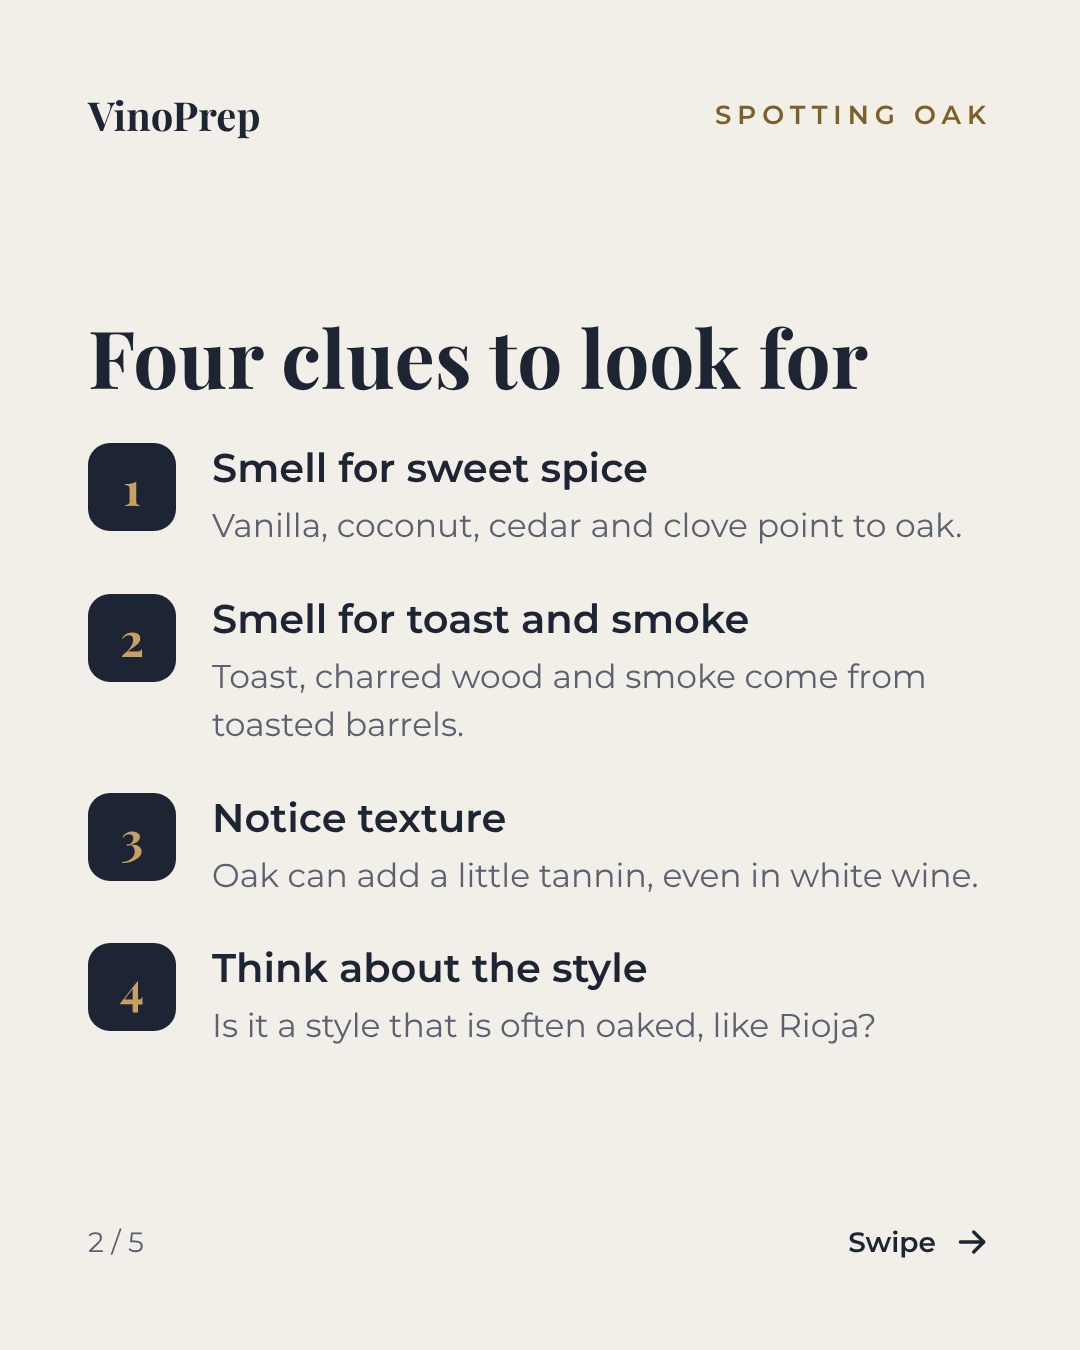 VinoPrep
SPOTTING OAK
Four clues to look for
1
Smell for sweet spice
Vanilla, coconut, cedar and clove point to oak.
2
Smell for toast and smoke
Toast, charred wood and smoke come from
toasted barrels.
3
Notice texture
Oak can add a little tannin, even in white wine.
4
Think about the style
Is it a style that is often oaked, like Rioja?
2 / 5
Swipe →